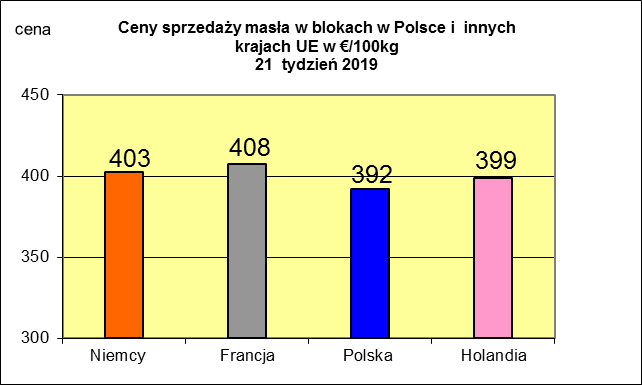 cena
Ceny sprzedaży masła w blokach w Polsce i  innych
krajach UE w €/100kg
21  tydzień 2019
450
400
350
300
403
408
392
399
Niemcy
Francja
Polska
Holandia